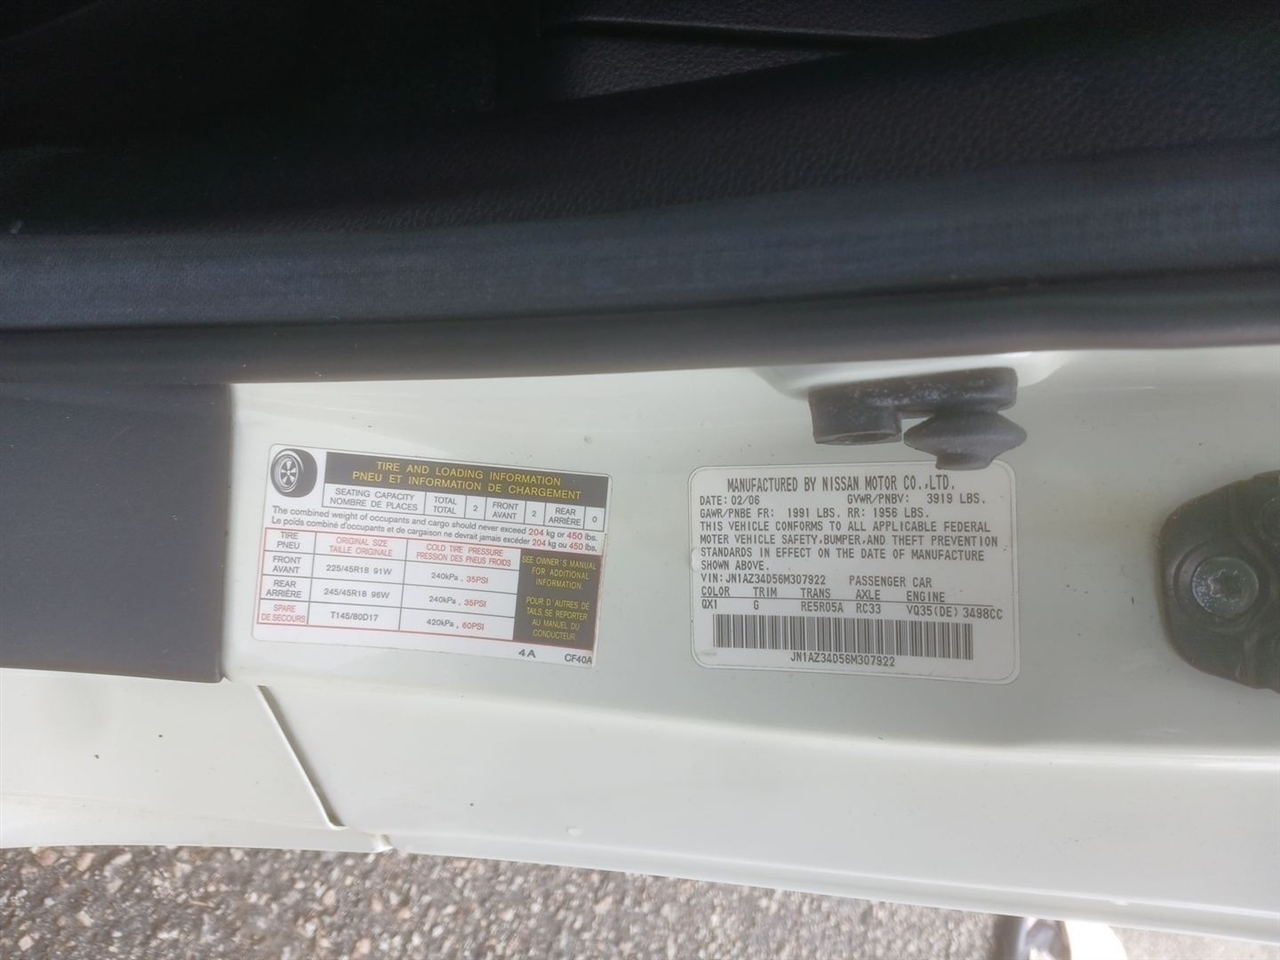 TIRE AND LOADING INFORMATION
PNEU ET INFORMATION DE CHARGEMENT
SEATING CAPACITY
NOMBRE DE PLACES
TOTAL
TOTAL
2
FRONT
AVANT
2
REAR
ARRIÈRE
0
The combined weight of occupants and cargo should never exceed 204 kg or 450 lbs.
Le poids combiné d'occupants et de cargaison ne devrait jamais excéder 204 kg ou 450 lbs.
TIRE
PNEU
ORIGINAL SIZE
TAILLE ORIGINALE
COLD TIRE PRESSURE
PRESSION DES PNEUS FROIDS
FRONT
AVANT
225/45R18 91W
240kPa , 35PSI
REAR
ARRIÈRE
245/45R18 96W
240kPa , 35PSI
SPARE
DE SECOURS
T145/80D17
420kPa , 60PSI
SEE OWNER'S MANUAL
FOR ADDITIONAL
INFORMATION.
POUR D'AUTRES DE
TAILS, SE REPORTER
AU MANUEL DU
CONDUCTEUR.
4A CF40A
MANUFACTURED BY NISSAN MOTOR CO.,LTD.
DATE: 02/06 GVWR/PNBV: 3919 LBS.
GAWR/PNBE FR: 1991 LBS. RR: 1956 LBS.
THIS VEHICLE CONFORMS TO ALL APPLICABLE FEDERAL
MOTER VEHICLE SAFETY,BUMPER,AND THEFT PREVENTION
STANDARDS IN EFFECT ON THE DATE OF MANUFACTURE
SHOWN ABOVE.
VIN: JN1AZ34D56M307922 PASSENGER CAR
COLOR TRIM TRANS AXLE ENGINE
QX1 G RE5R05A RC33 VQ35(DE) 3498CC
JN1AZ34D56M307922